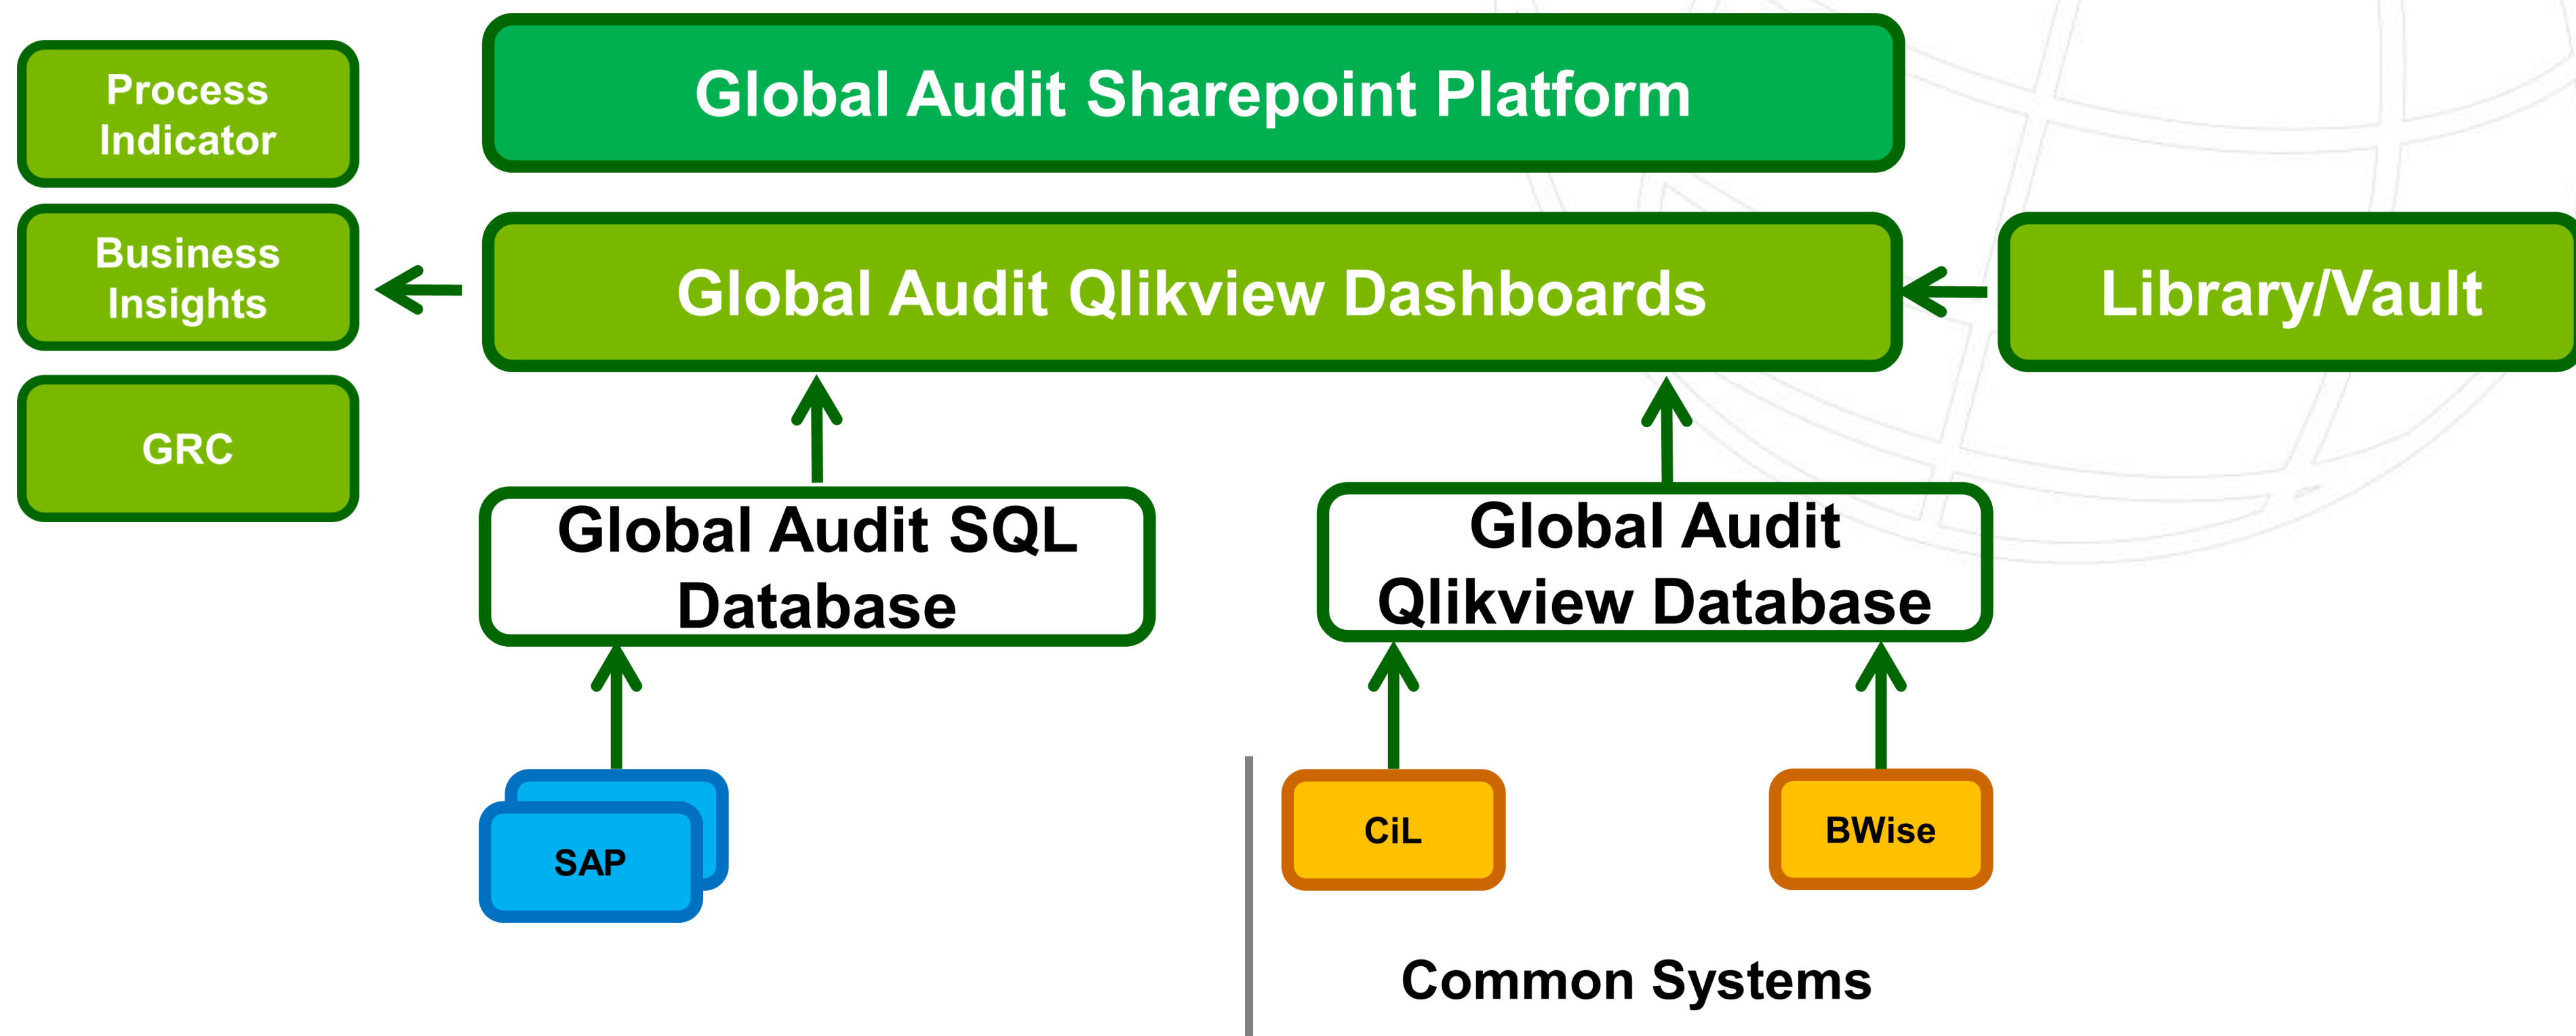 Process
Indicator
Global Audit Sharepoint Platform
Business
Insights
Global Audit Qlikview Dashboards
Library/Vault
GRC
Global Audit SQL
Database
Global Audit
Qlikview Database
SAP
CiL
BWise
Common Systems